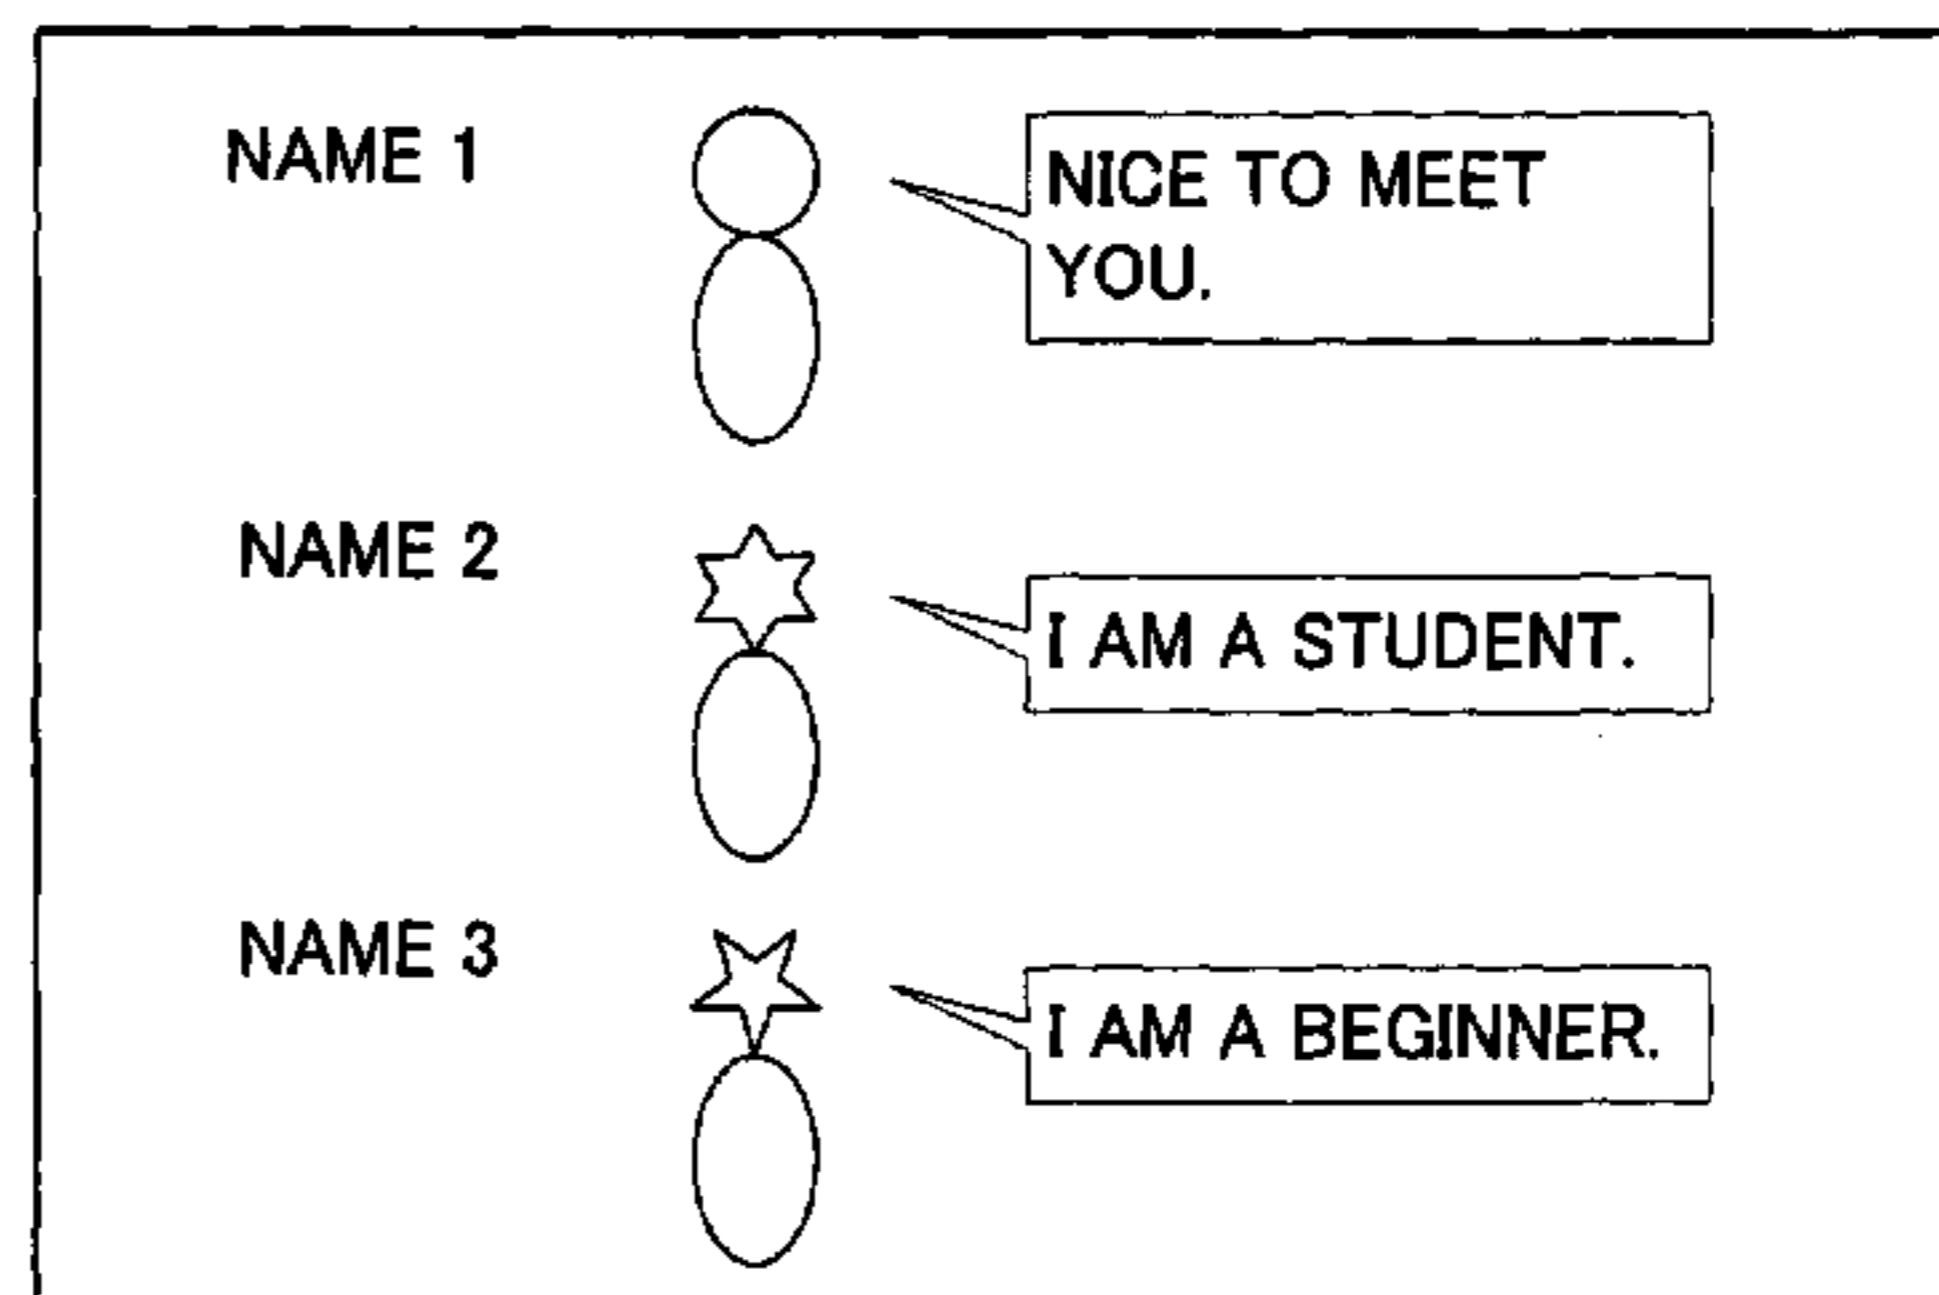 NAME 1
NICE TO MEET
YOU.
NAME 2
I AM A STUDENT.
NAME 3
I AM A BEGINNER.